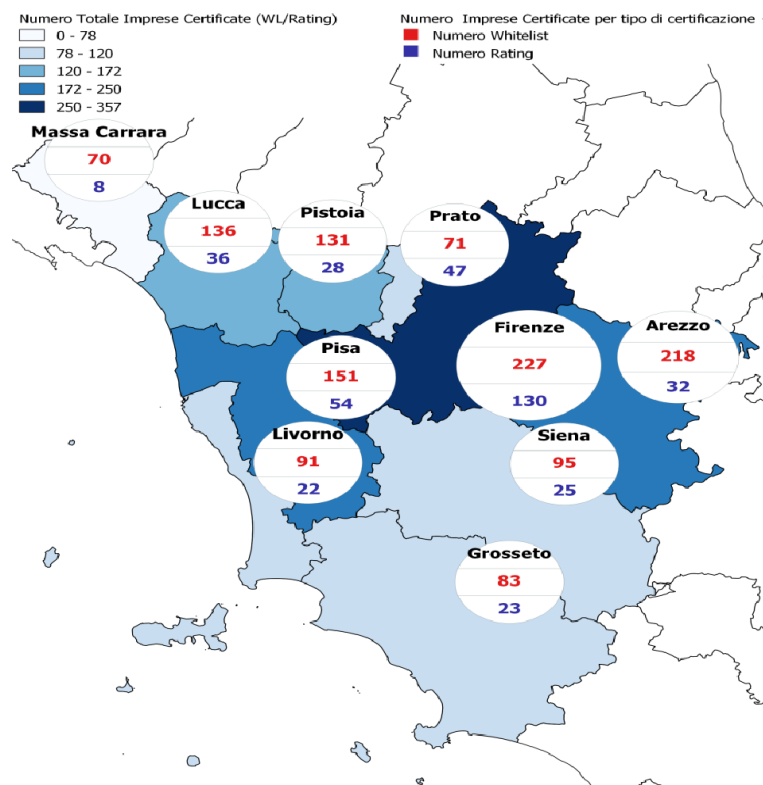 Numero Totale Imprese Certificate (WL/Rating)
0 - 78
78 - 120
120 - 172
172 - 250
250 - 357
Numero Imprese Certificate per tipo di certificazione
Numero Whitelist
Numero Rating
Massa Carrara
70
8
Lucca
136
36
Pistoia
131
28
Prato
71
47
Firenze
227
130
Arezzo
218
32
Pisa
151
54
Livorno
91
22
Siena
95
25
Grosseto
83
23